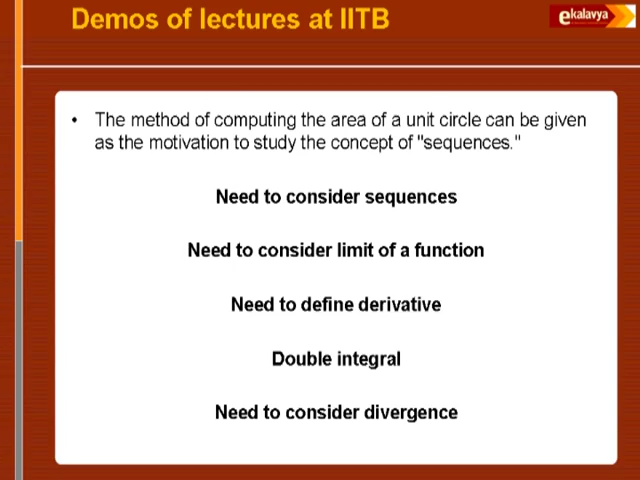 Demos of lectures at IITB
ekalavya
• The method of computing the area of a unit circle can be given
as the motivation to study the concept of "sequences."
Need to consider sequences
Need to consider limit of a function
Need to define derivative
Double integral
Need to consider divergence